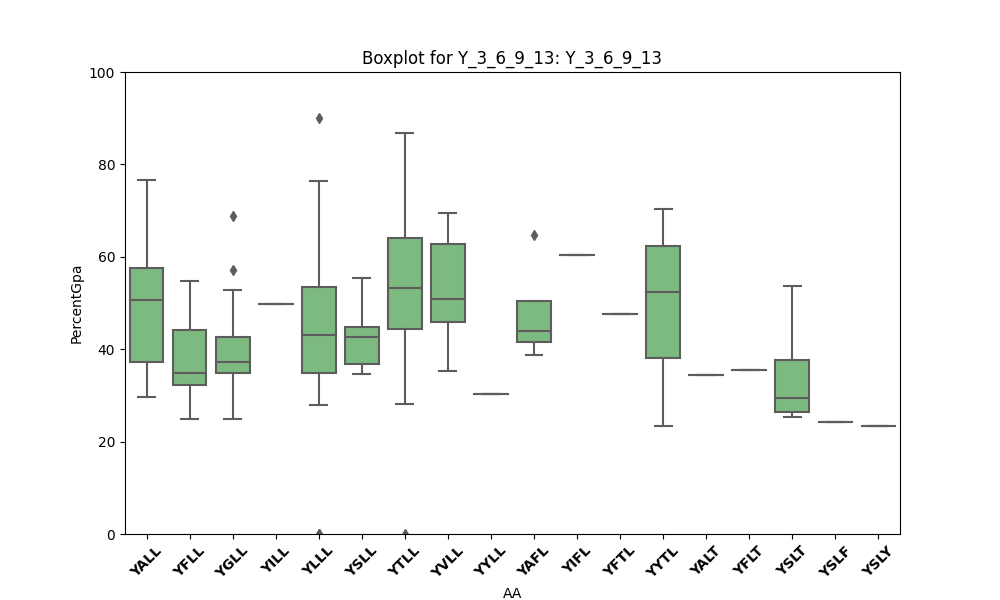 Boxplot for Y_3_6_9_13: Y_3_6_9_13
PercentGpa
100
80
60
40
20
0
YALL YFLL YGLL YILL YLLL YSLL YTLL YVLL YYLL YAFL YIFL YFTL YYTL YALT YFLT YSLT YSLF YSLY
AA